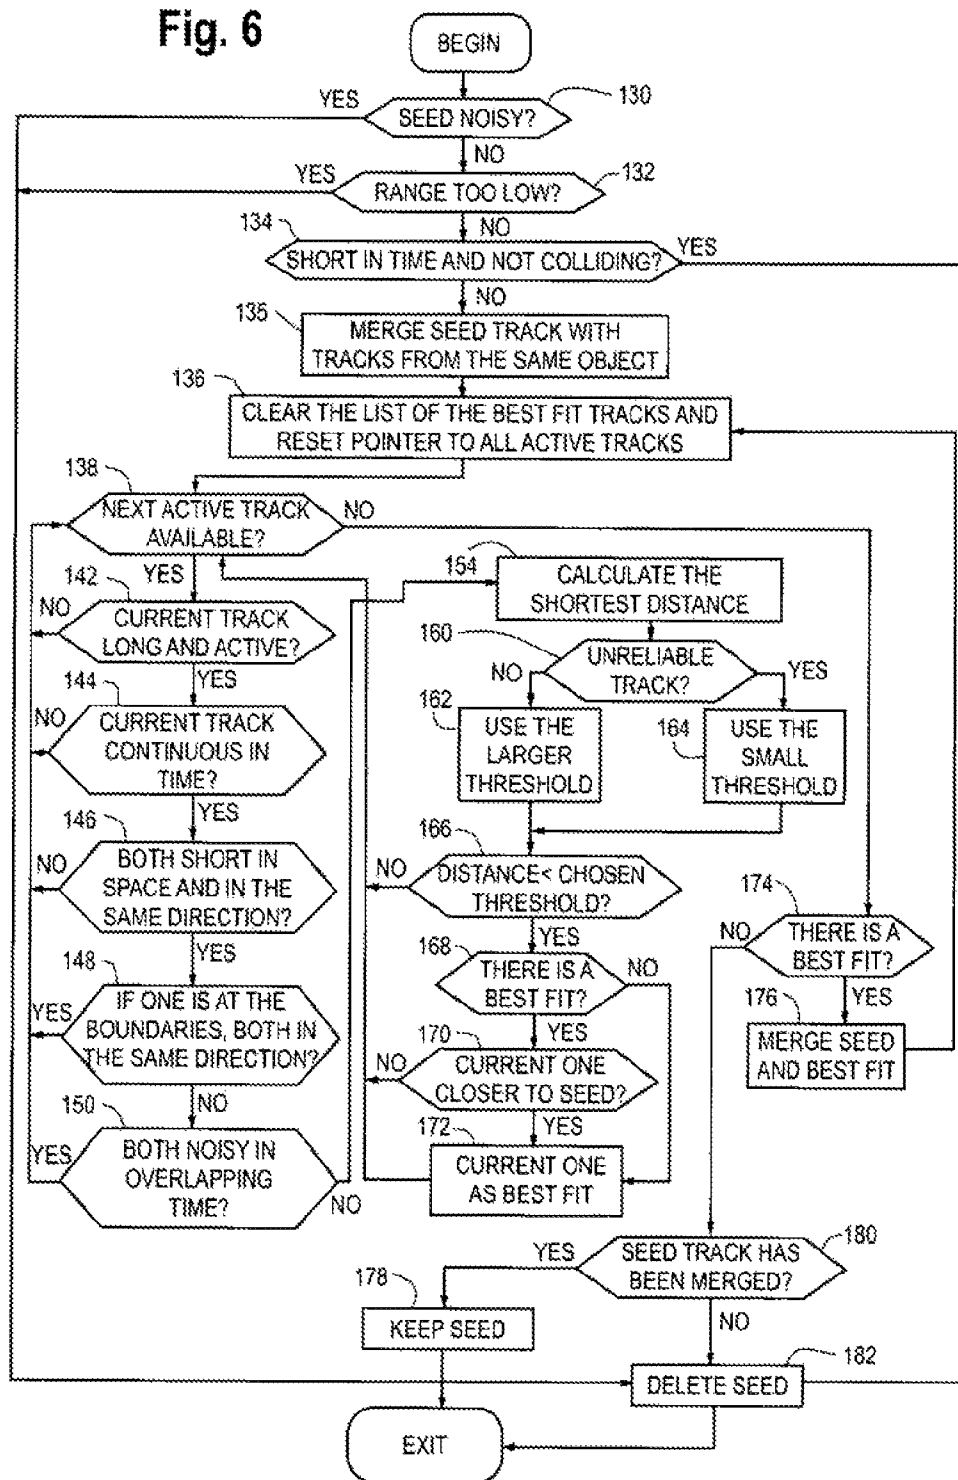 Fig. 6
BEGIN
YES
130
SEED NOISY?
NO
YES
132
RANGE TOO LOW?
134
NO
YES
SHORT IN TIME AND NOT COLLIDING?
NO
135
MERGE SEED TRACK WITH
TRACKS FROM THE SAME OBJECT
136
CLEAR THE LIST OF THE BEST FIT TRACKS AND
RESET POINTER TO ALL ACTIVE TRACKS
138
NEXT ACTIVE TRACK
AVAILABLE?
NO
YES
142
NO
CURRENT TRACK
LONG AND ACTIVE?
YES
144
NO
CURRENT TRACK
CONTINUOUS IN
TIME?
YES
146
NO
BOTH SHORT IN
SPACE AND IN THE
SAME DIRECTION?
YES
148
YES
IF ONE IS AT THE
BOUNDARIES, BOTH IN
THE SAME DIRECTION?
NO
150
YES
BOTH NOISY IN
OVERLAPPING
TIME?
NO
154
CALCULATE THE
SHORTEST DISTANCE
160
NO
UNRELIABLE
TRACK?
YES
162
USE THE
LARGER
THRESHOLD
164
USE THE
SMALL
THRESHOLD
166
NO
DISTANCE< CHOSEN
THRESHOLD?
YES
168
THERE IS A
BEST FIT?
NO
YES
170
NO
CURRENT ONE
CLOSER TO SEED?
YES
172
CURRENT ONE
AS BEST FIT
174
NO
THERE IS A
BEST FIT?
YES
176
MERGE SEED
AND BEST FIT
180
YES
SEED TRACK HAS
BEEN MERGED?
178
KEEP SEED
NO
182
DELETE SEED
EXIT